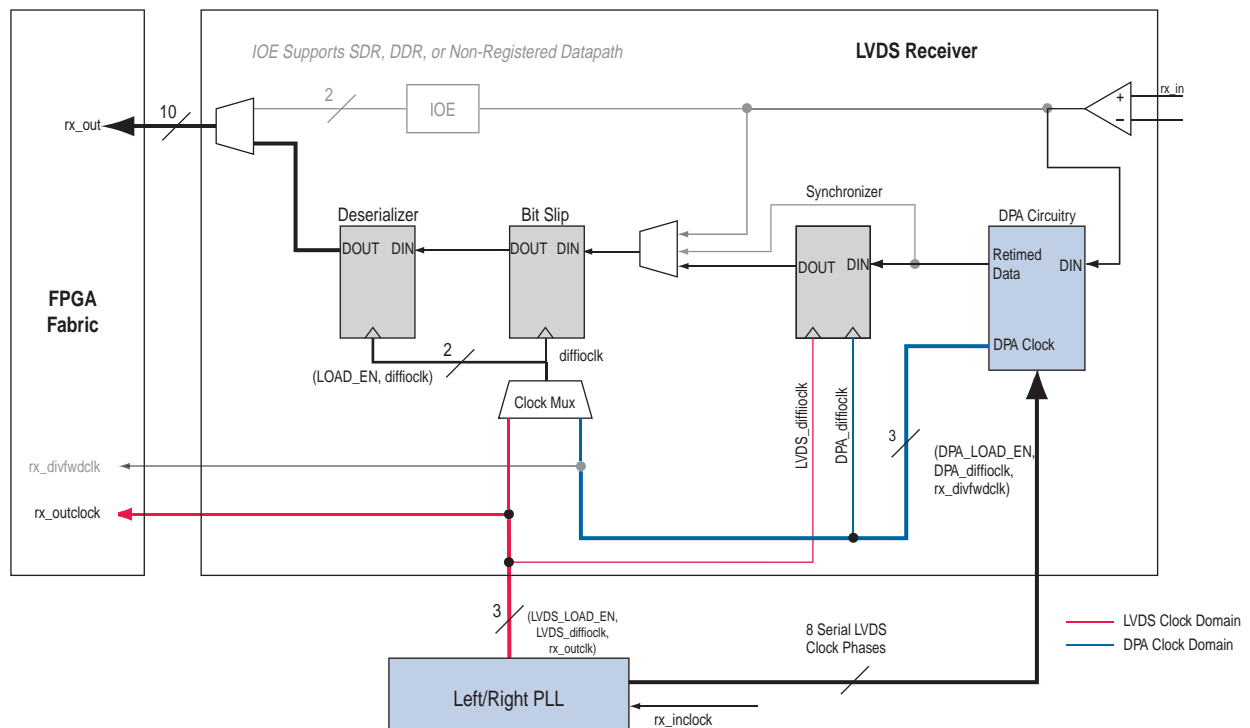 IOE Supports SDR, DDR, or Non-Registered Datapath
LVDS Receiver
2
IOE
+
–
rx_in
10
rx_out
Synchronizer
Deserializer
Bit Slip
DPA Circuitry
DOUT DIN
DOUT DIN
DOUT DIN
Retimed
Data
DIN
DPA Clock
FPGA
Fabric
2
(LOAD_EN, diffioclk)
diffioclk
Clock Mux
LVDS_diffioclk
DPA_diffioclk
3
(DPA_LOAD_EN,
DPA_diffioclk,
rx_divfwdclk)
rx_divfwdclk
rx_outclock
3
(LVDS_LOAD_EN,
LVDS_diffioclk,
rx_outclk)
8 Serial LVDS
Clock Phases
LVDS Clock Domain
DPA Clock Domain
Left/Right PLL
rx_inclock